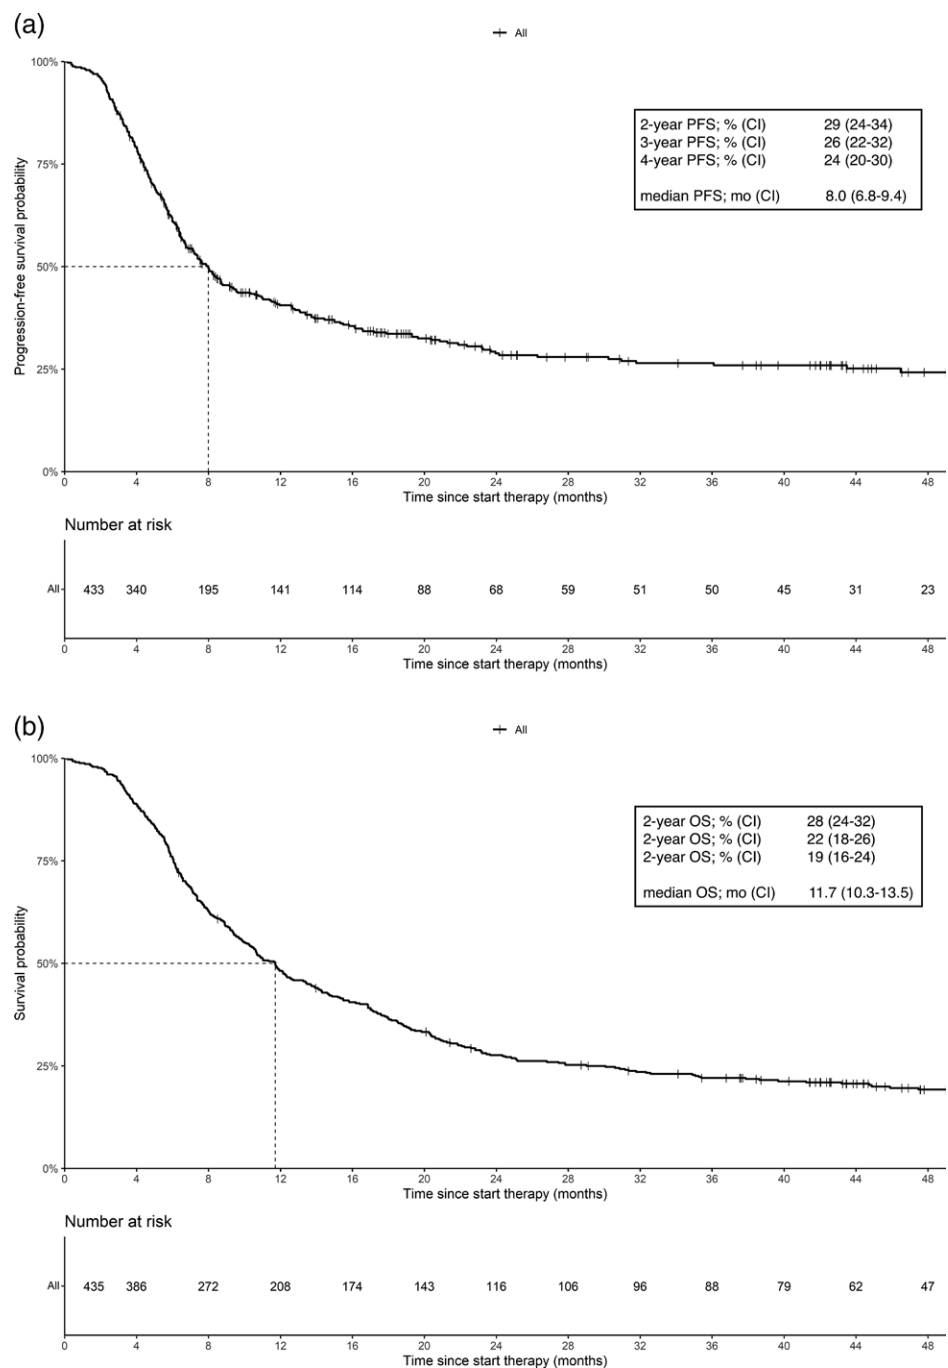 (a)
All
100%
75%
50%
25%
0%
Progression-free survival probability
2-year PFS; % (CI) 29 (24-34)
3-year PFS; % (CI) 26 (22-32)
4-year PFS; % (CI) 24 (20-30)
median PFS; mo (CI) 8.0 (6.8-9.4)
0 4 8 12 16 20 24 28 32 36 40 44 48
Time since start therapy (months)
Number at risk
All 433 340 195 141 114 88 68 59 51 50 45 31 23
0 4 8 12 16 20 24 28 32 36 40 44 48
Time since start therapy (months)
(b)
All
100%
75%
50%
25%
0%
Survival probability
2-year OS; % (CI) 28 (24-32)
2-year OS; % (CI) 22 (18-26)
2-year OS; % (CI) 19 (16-24)
median OS; mo (CI) 11.7 (10.3-13.5)
0 4 8 12 16 20 24 28 32 36 40 44 48
Time since start therapy (months)
Number at risk
All 435 386 272 208 174 143 116 106 96 88 79 62 47
0 4 8 12 16 20 24 28 32 36 40 44 48
Time since start therapy (months)